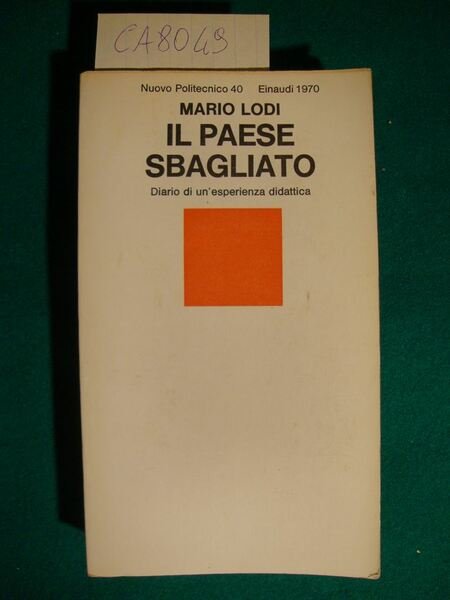 CA8049
Nuovo Politecnico 40 Einaudi 1970
MARIO LODI
IL PAESE
SBAGLIATO
Diario di un'esperienza didattica